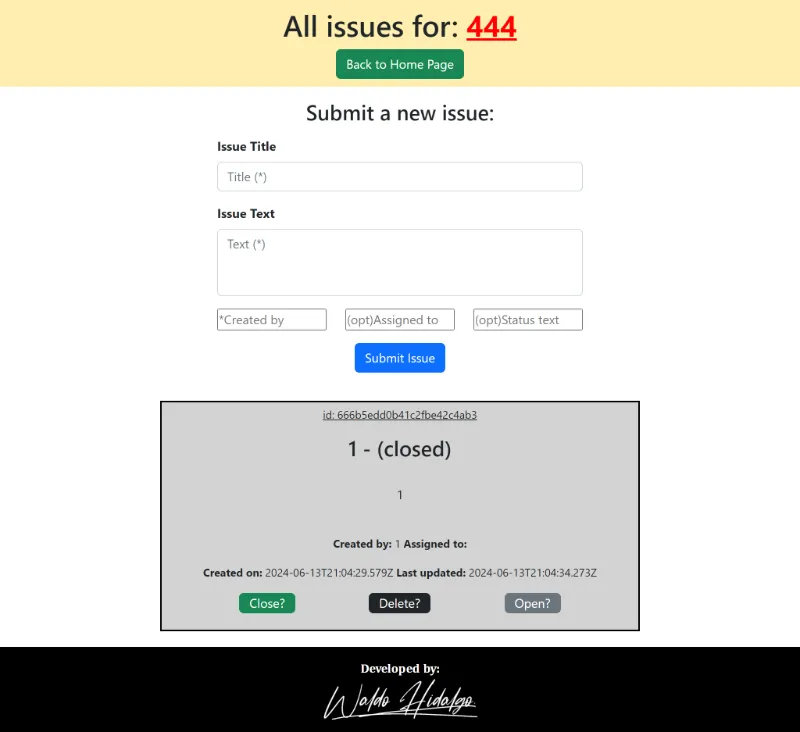 All issues for: 444
Back to Home Page
Submit a new issue:
Issue Title
Title (*)
Issue Text
Text (*)
*Created by (opt)Assigned to (opt)Status text
Submit Issue
id: 666b5edd0b41c2fbe42c4ab3
1 - (closed)
1
Created by: 1 Assigned to:
Created on: 2024-06-13T21:04:29.579Z Last updated: 2024-06-13T21:04:34.273Z
Close? Delete? Open?
Developed by:
Waldo Hidalgo